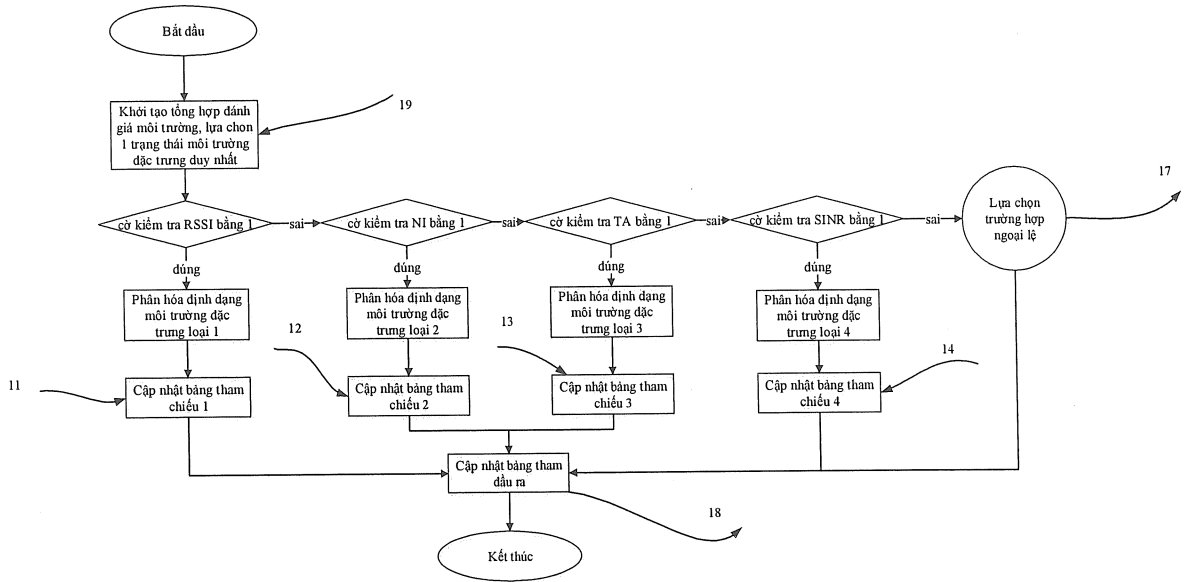 Bắt đầu
Khởi tạo tổng hợp đánh
giá môi trường, lựa chon
1 trạng thái môi trường
đặc trưng duy nhất
19
cờ kiểm tra RSSI bằng 1
sai
cờ kiểm tra NI bằng 1
sai
cờ kiểm tra TA bằng 1
sai
cờ kiểm tra SINR bằng 1
sai
Lựa chọn
trường hợp
ngoại lệ
17
đúng
đúng
đúng
đúng
Phân hóa định dạng
môi trường đặc
trưng loại 1
Phân hóa định dạng
môi trường đặc
trưng loại 2
Phân hóa định dạng
môi trường đặc
trưng loại 3
Phân hóa định dạng
môi trường đặc
trưng loại 4
11
Cập nhật bảng tham
chiếu 1
12
Cập nhật bảng tham
chiếu 2
13
Cập nhật bảng tham
chiếu 3
14
Cập nhật bảng tham
chiếu 4
Cập nhật bảng tham
đầu ra
18
Kết thúc